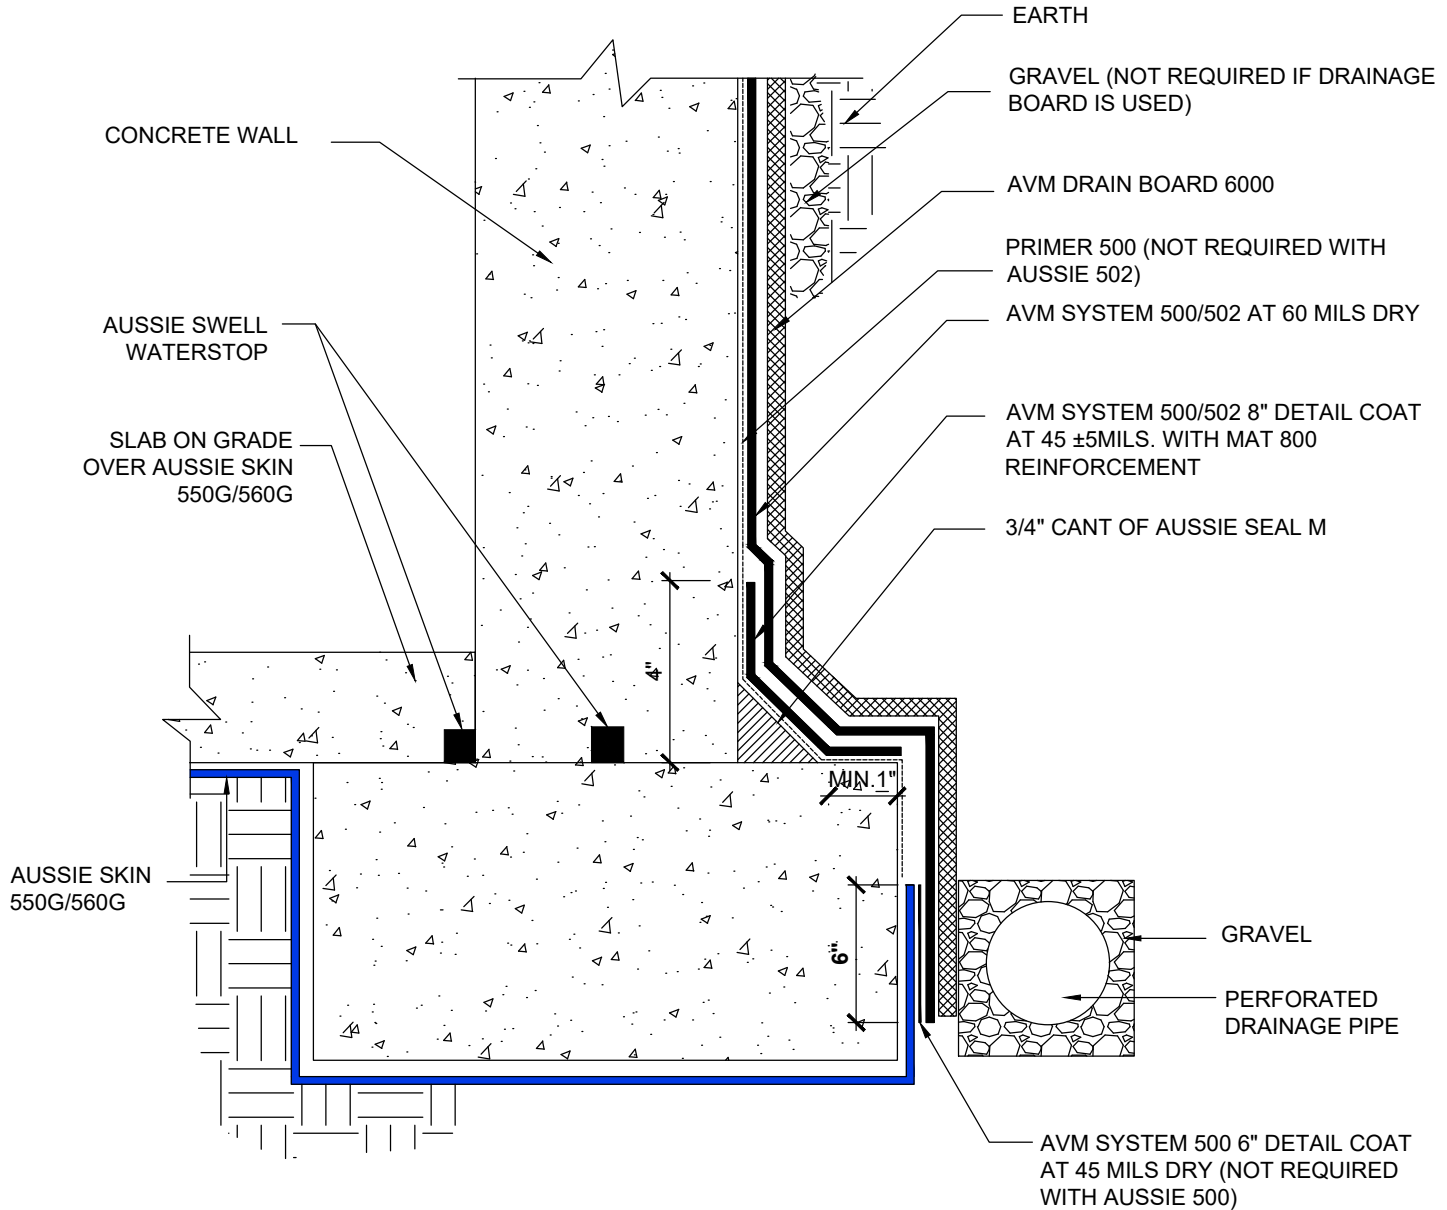 EARTH
GRAVEL (NOT REQUIRED IF DRAINAGE
BOARD IS USED)
CONCRETE WALL
AVM DRAIN BOARD 6000
PRIMER 500 (NOT REQUIRED WITH
AUSSIE 502)
AVM SYSTEM 500/502 AT 60 MILS DRY
AUSSIE SWELL
WATERSTOP
AVM SYSTEM 500/502 8" DETAIL COAT
AT 45 ±5MILS. WITH MAT 800
REINFORCEMENT
SLAB ON GRADE
OVER AUSSIE SKIN
550G/560G
3/4" CANT OF AUSSIE SEAL M
4"
MIN.1"
AUSSIE SKIN
550G/560G
6"
GRAVEL
PERFORATED
DRAINAGE PIPE
AVM SYSTEM 500 6" DETAIL COAT
AT 45 MILS DRY (NOT REQUIRED
WITH AUSSIE 500)